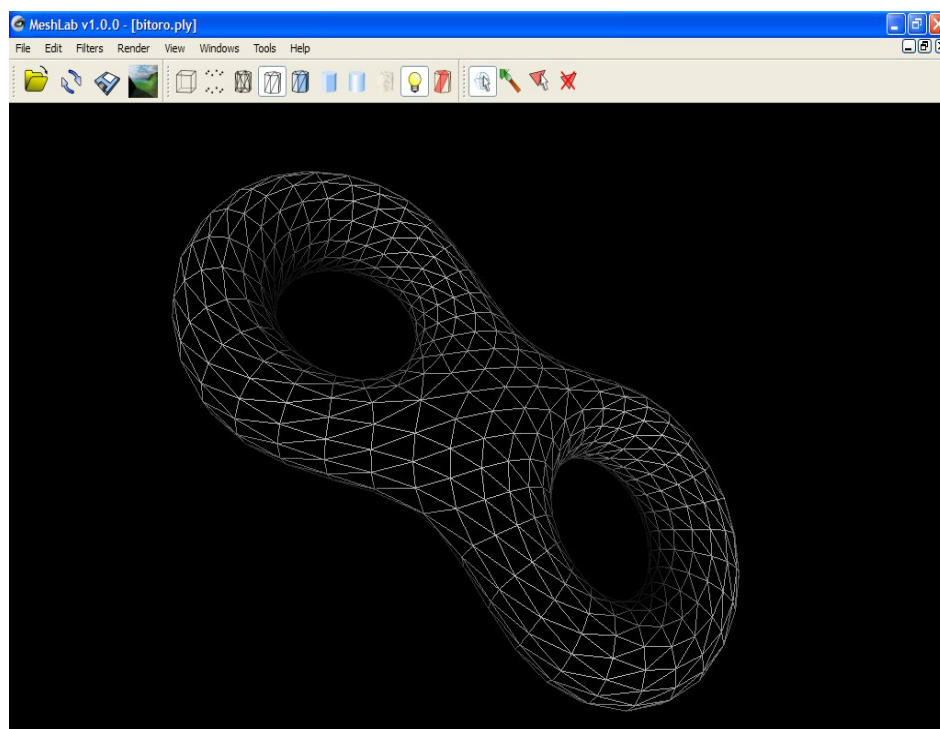 MeshLab v1.0.0 - [bitoro.ply]
File Edit Filters Render View Windows Tools Help